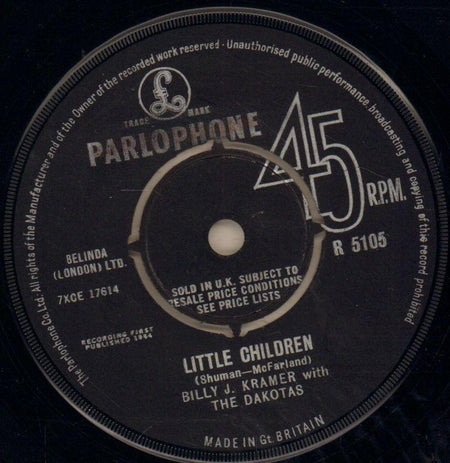 The Parlophone Co. Ltd. All rights of the Manufacturer and of the Owner of the recorded work reserved · Unauthorised public performance, broadcasting and copying of this record prohibited
£
TRADE MARK
PARLOPHONE
45
R.P.M.
R 5105
BELINDA
(LONDON) LTD.
7XCE 17614
SOLD IN U.K. SUBJECT TO
RESALE PRICE CONDITIONS
SEE PRICE LISTS
RECORDING FIRST
PUBLISHED 1964
LITTLE CHILDREN
(Shuman—McFarland)
BILLY J. KRAMER with
THE DAKOTAS
MADE IN Gt. BRITAIN